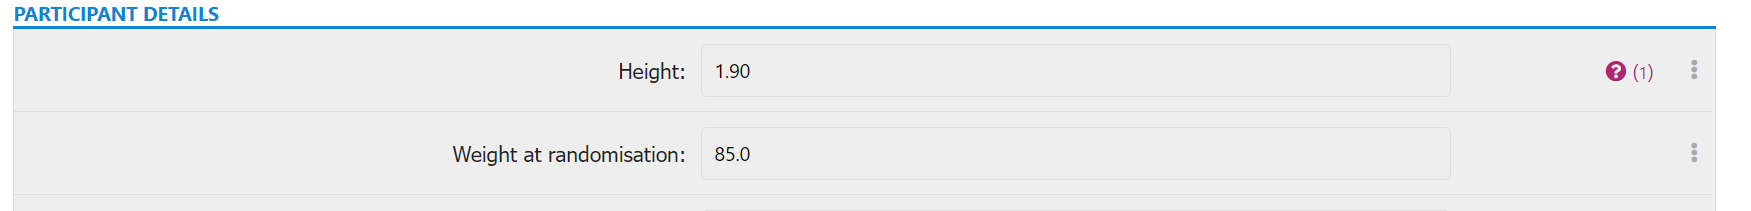 PARTICIPANT DETAILS
Height: 1.90 ? (1)
Weight at randomisation: 85.0